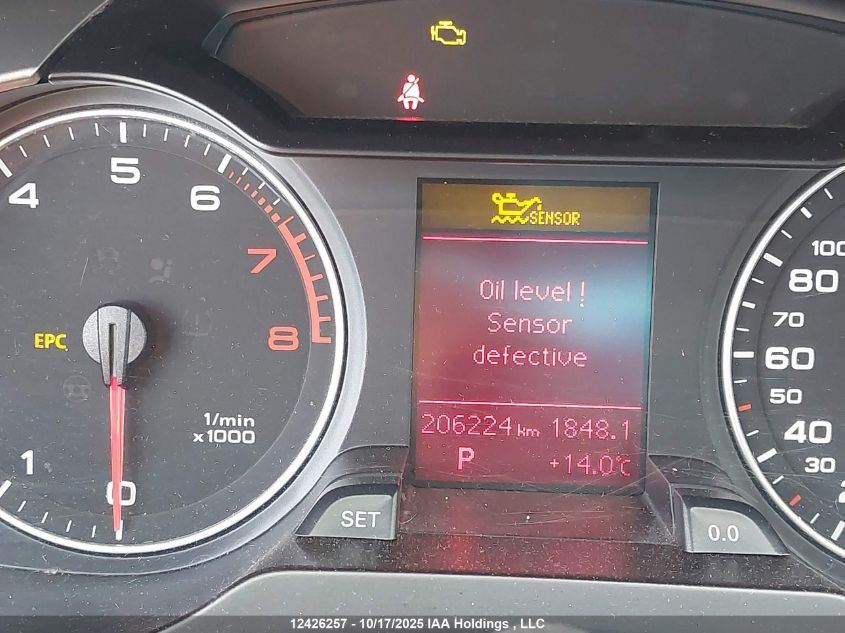 SENSOR
Oil level!
Sensor
defective
206224 km 1848.1
P +14.0°C
EPC
4 5 6 7 8
1/min
x1000
1 0
100
80
70
60
50
40
30
SET
0.0
12426257 - 10/17/2025 IAA Holdings , LLC